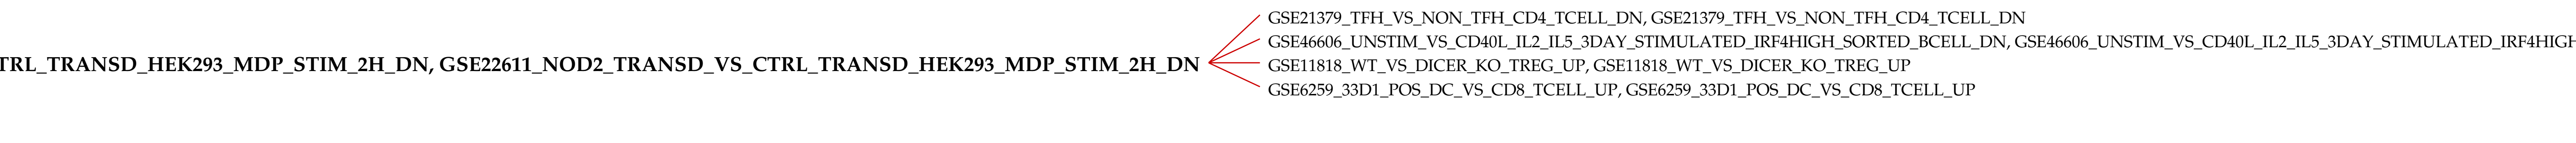 GSE21379_TFH_VS_NON_TFH_CD4_TCELL_DN, GSE21379_TFH_VS_NON_TFH_CD4_TCELL_DN
GSE46606_UNSTIM_VS_CD40L_IL2_IL5_3DAY_STIMULATED_IRF4HIGH_SORTED_BCELL_DN, GSE46606_UNSTIM_VS_CD40L_IL2_IL5_3DAY_STIMULATED_IRF4HIGH
TRL_TRANSD_HEK293_MDP_STIM_2H_DN, GSE22611_NOD2_TRANSD_VS_CTRL_TRANSD_HEK293_MDP_STIM_2H_DN
GSE11818_WT_VS_DICER_KO_TREG_UP, GSE11818_WT_VS_DICER_KO_TREG_UP
GSE6259_33D1_POS_DC_VS_CD8_TCELL_UP, GSE6259_33D1_POS_DC_VS_CD8_TCELL_UP